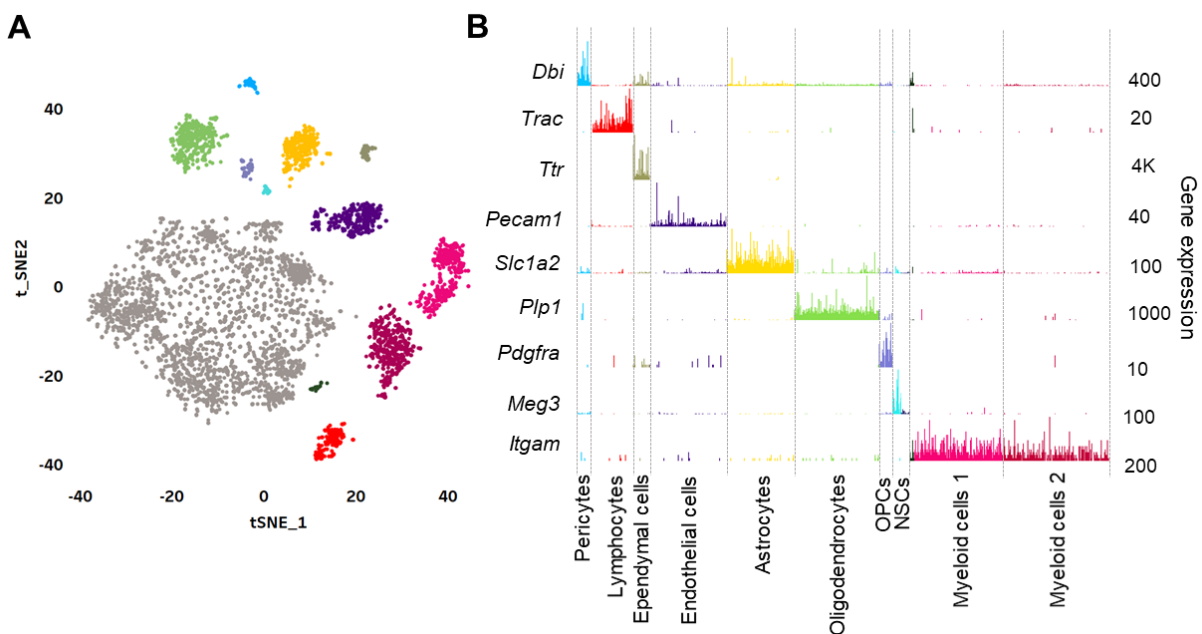 A
t_SNE2
40
20
0
-20
-40
-20
0
20
40
tSNE_1
B
Dbi
400
Trac
20
Ttr
4K
Pecam1
40
Slc1a2
100
Plp1
1000
Pdgfra
10
Meg3
100
Itgam
200
Gene expression
Pericytes
Lymphocytes
Ependymal cells
Endothelial cells
Astrocytes
Oligodendrocytes
OPCs
NSCs
Myeloid cells 1
Myeloid cells 2